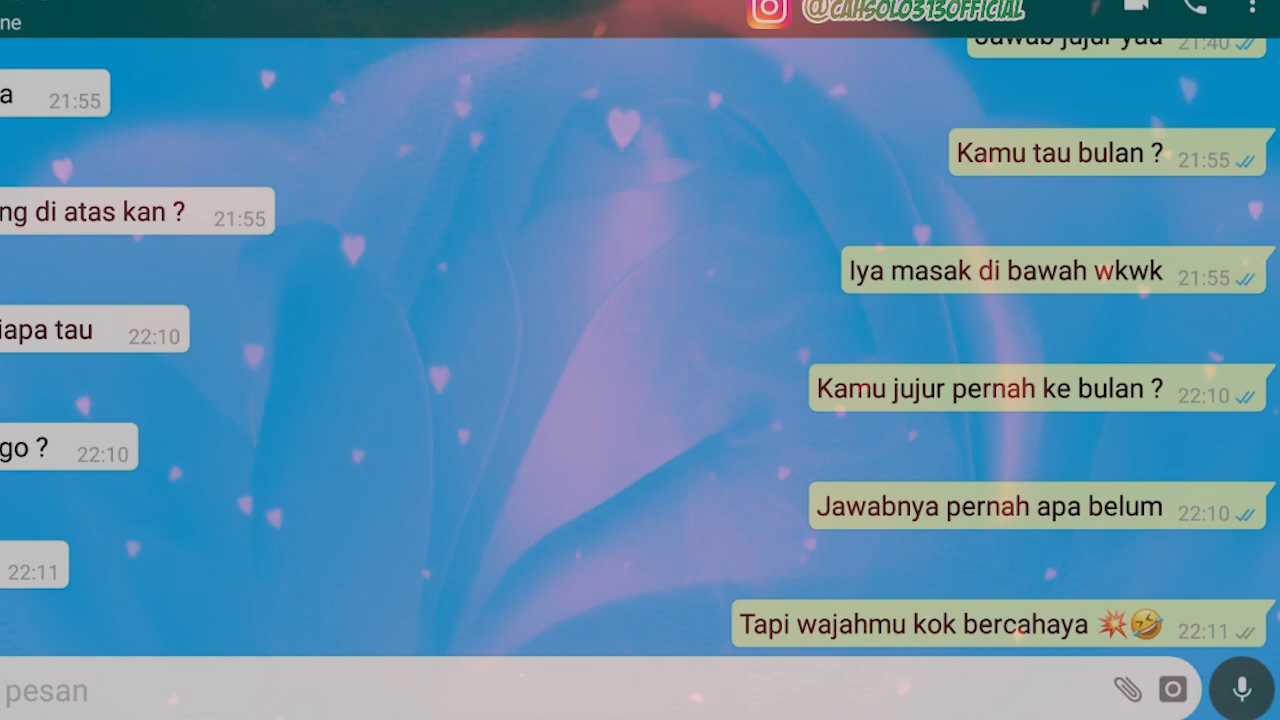 ne
@CAHSOLO313OFFICIAL
Jawab jujur yaa 21:40
a 21:55
Kamu tau bulan ? 21:55
ng di atas kan ? 21:55
Iya masak di bawah wkwk 21:55
iapa tau 22:10
Kamu jujur pernah ke bulan ? 22:10
go ? 22:10
Jawabnya pernah apa belum 22:10
22:11
Tapi wajahmu kok bercahaya 💥🤣 22:11
pesan